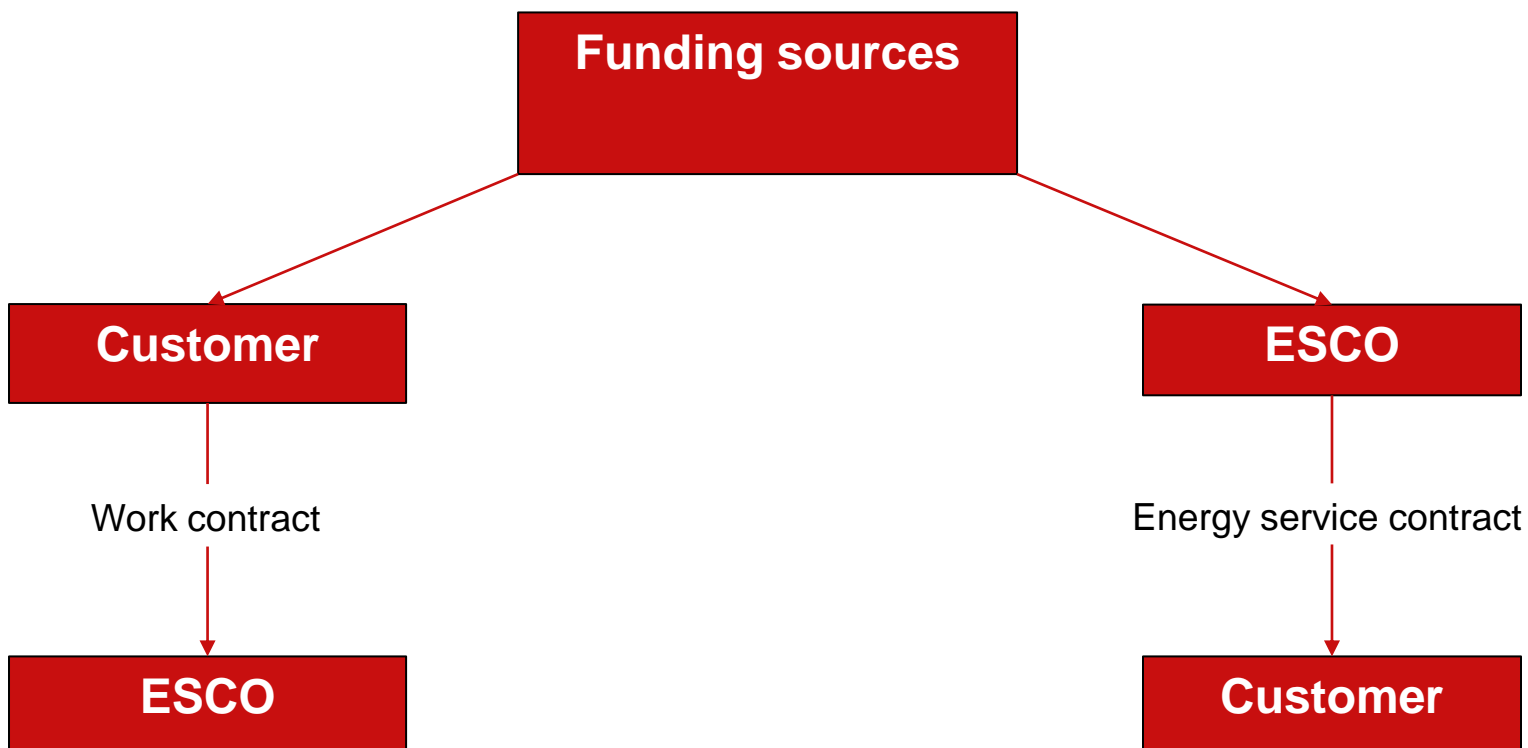 Funding sources
Customer
ESCO
Work contract
Energy service contract
ESCO
Customer